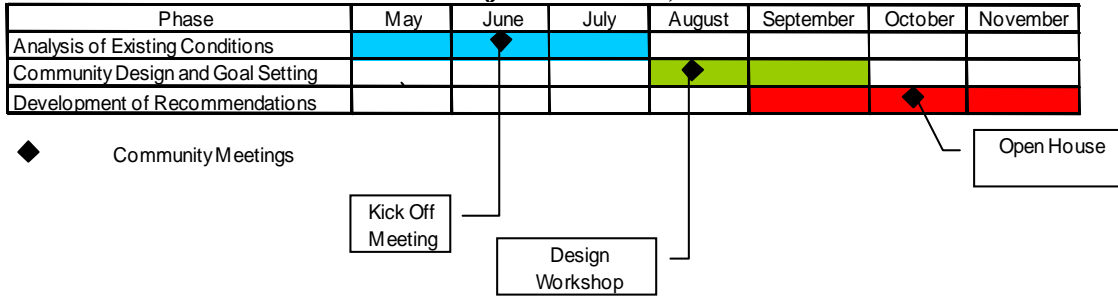 Phase May June July August September October November
Analysis of Existing Conditions
Community Design and Goal Setting
Development of Recommendations
Community Meetings
Open House
Kick Off
Meeting
Design
Workshop